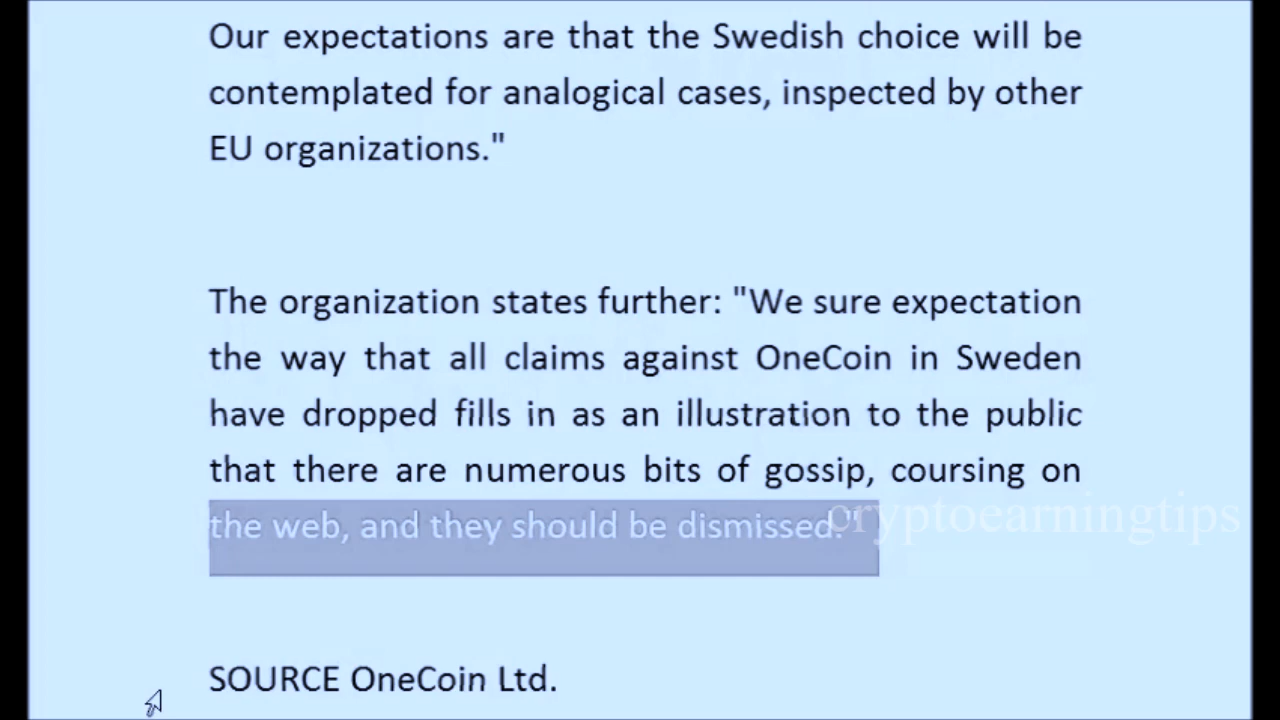 Our expectations are that the Swedish choice will be
contemplated for analogical cases, inspected by other
EU organizations."
The organization states further: "We sure expectation
the way that all claims against OneCoin in Sweden
have dropped fills in as an illustration to the public
that there are numerous bits of gossip, coursing on
the web, and they should be dismissed."
cryptoearningtips
SOURCE OneCoin Ltd.